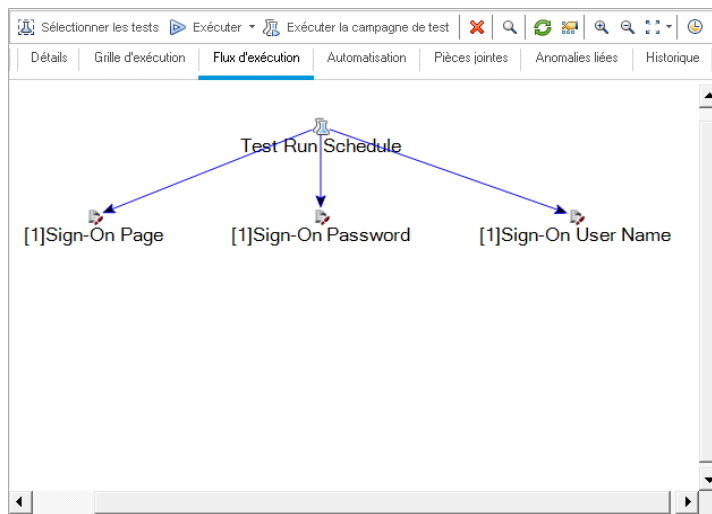 Sélectionner les tests Exécuter Exécuter la campagne de test
Détails Grille d'exécution Flux d'exécution Automatisation Pièces jointes Anomalies liées Historique
Test Run Schedule
[1]Sign-On Page [1]Sign-On Password [1]Sign-On User Name